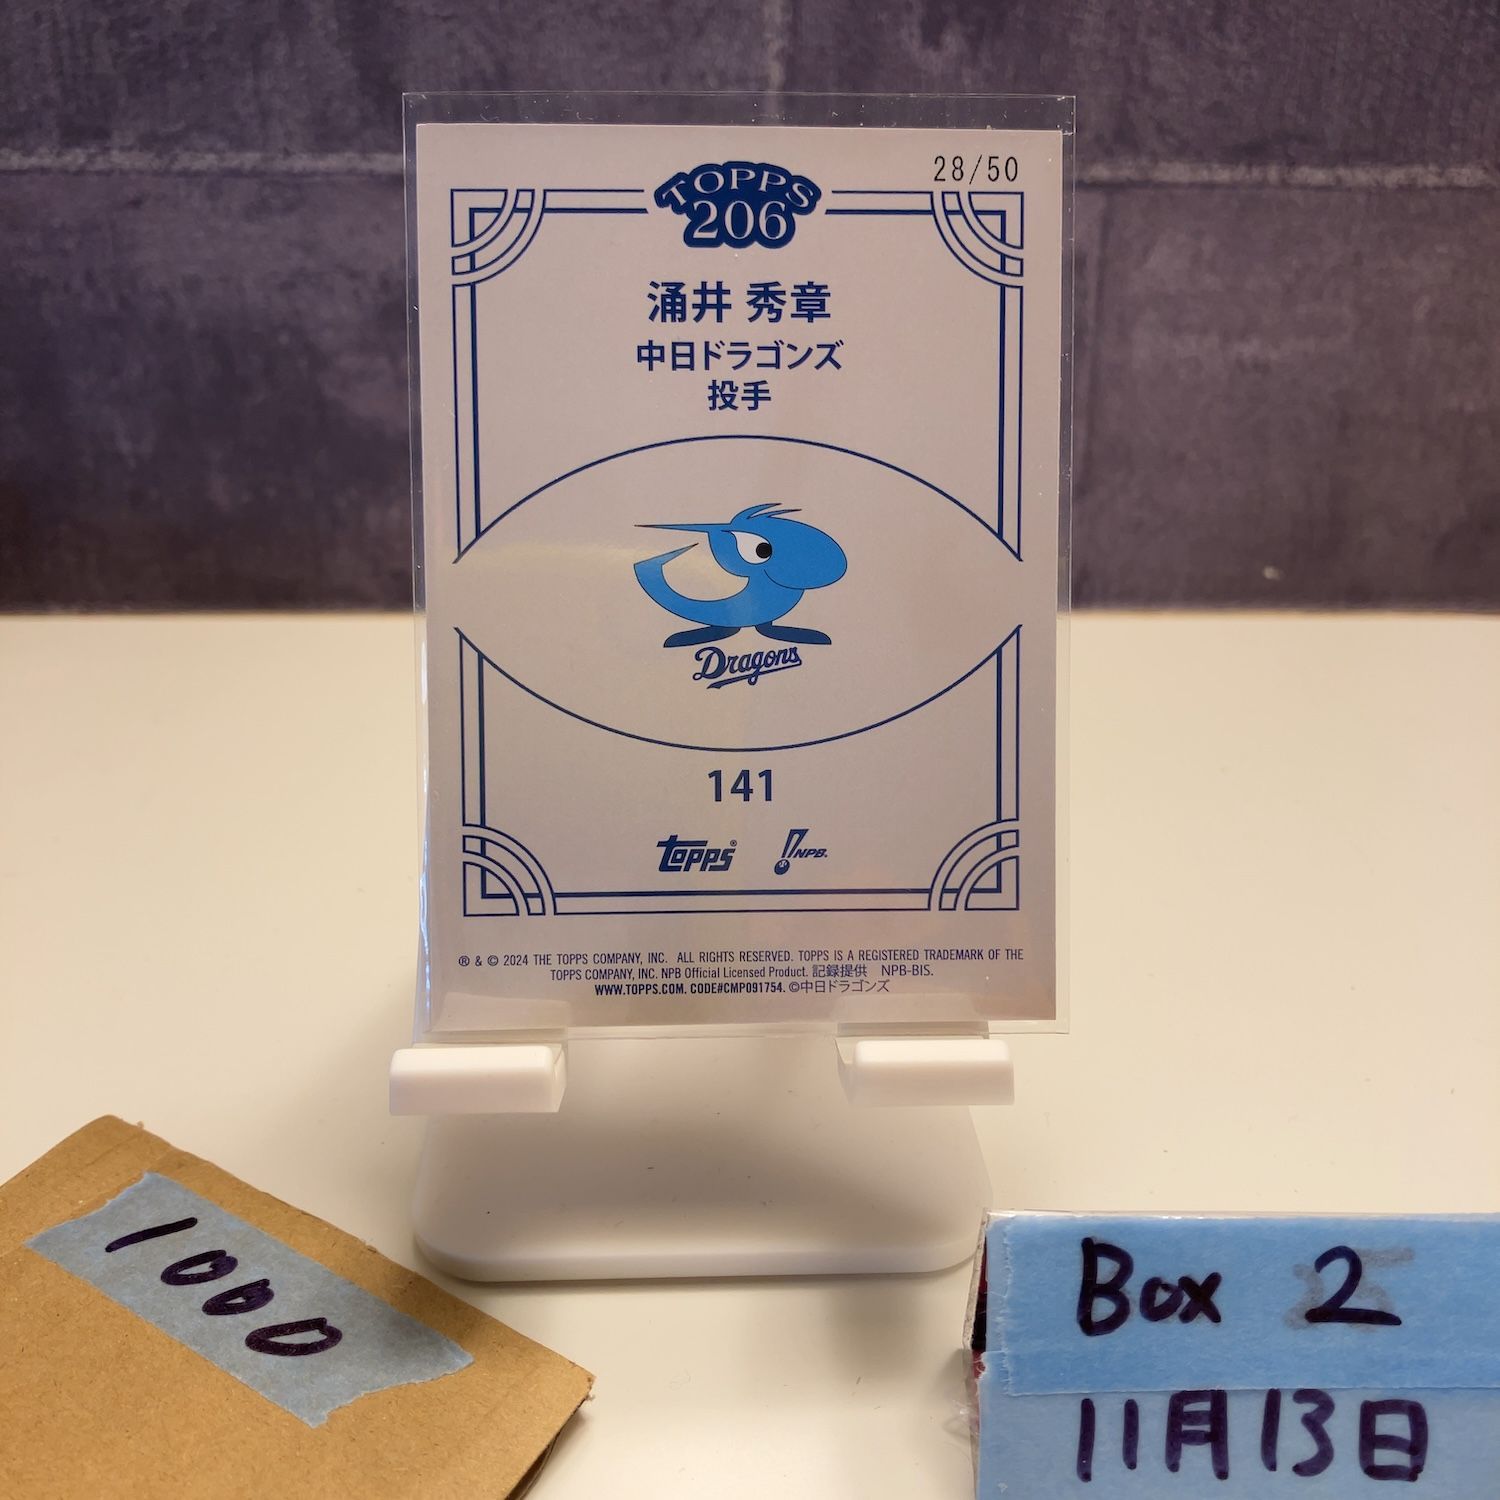 28/50
TOPPS
206
涌井 秀章
中日ドラゴンズ
投手
Dragons
141
topps® NPB.
® & © 2024 THE TOPPS COMPANY, INC. ALL RIGHTS RESERVED. TOPPS IS A REGISTERED TRADEMARK OF THE
TOPPS COMPANY, INC. NPB Official Licensed Product. 記録提供 NPB-BIS.
WWW.TOPPS.COM. CODE#CMP091754. ©中日ドラゴンズ
1000
Box 2
11月13日